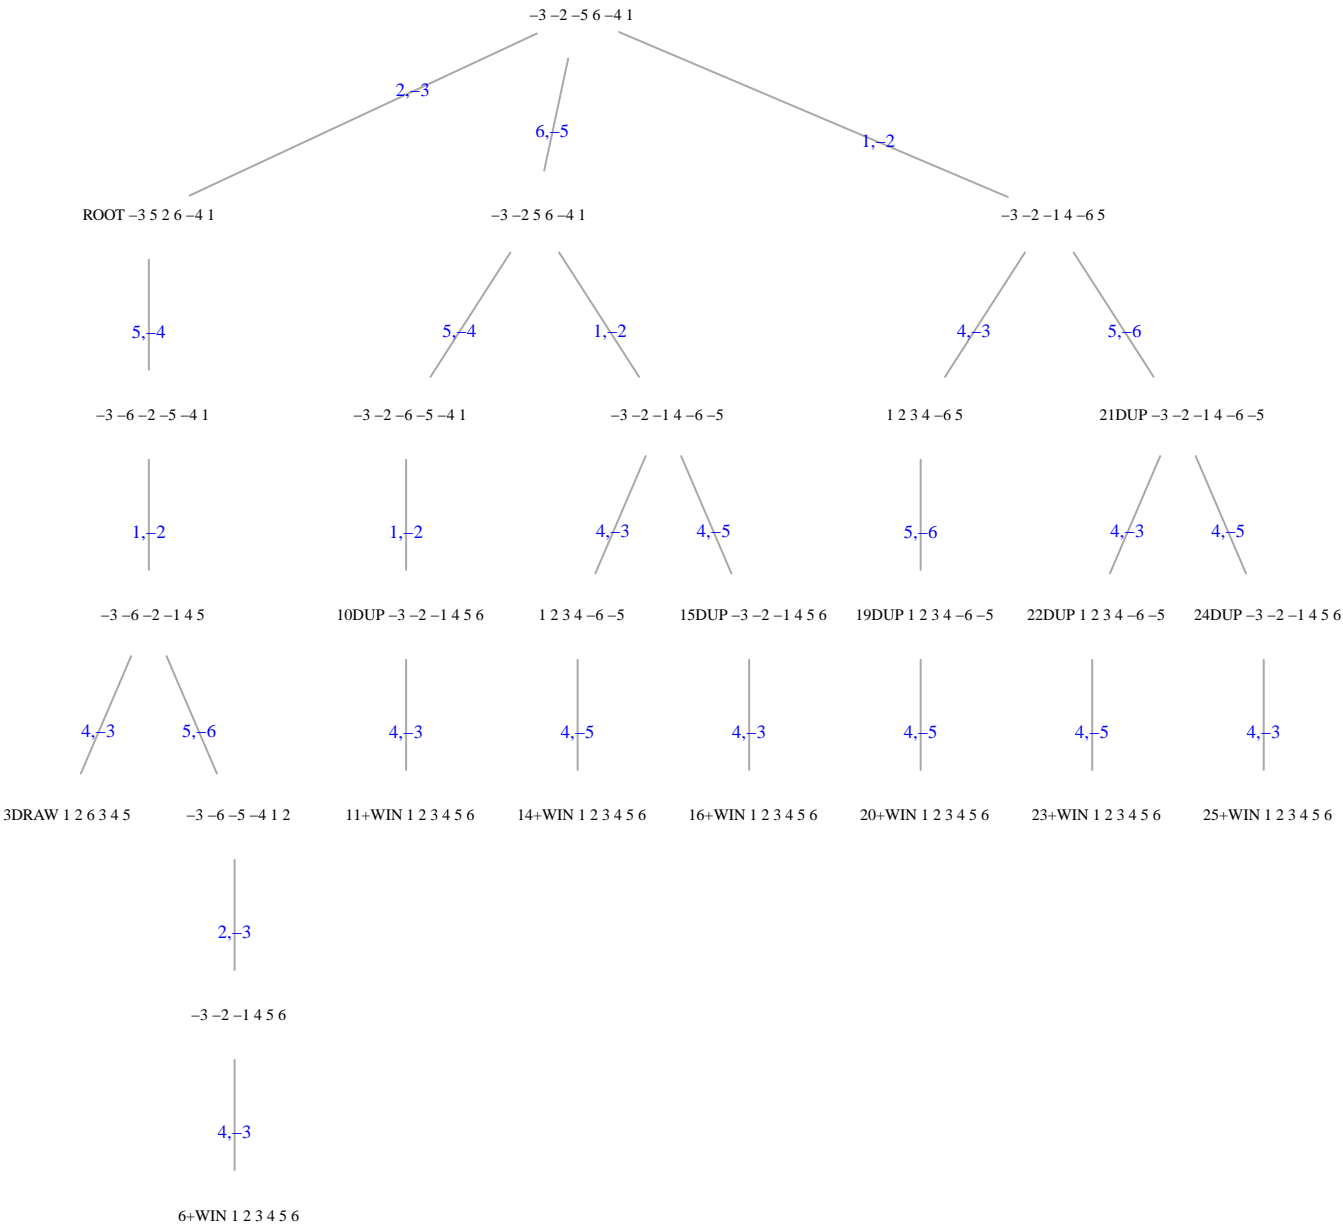 −3 −2 −5 6 −4 1
2,−3
6,−5
1,−2
ROOT −3 5 2 6 −4 1
−3 −2 5 6 −4 1
−3 −2 −1 4 −6 5
5,−4
5,−4
1,−2
4,−3
5,−6
−3 −6 −2 −5 −4 1
−3 −2 −6 −5 −4 1
−3 −2 −1 4 −6 −5
1 2 3 4 −6 5
21DUP −3 −2 −1 4 −6 −5
1,−2
1,−2
4,−3
4,−5
5,−6
4,−3
4,−5
−3 −6 −2 −1 4 5
10DUP −3 −2 −1 4 5 6
1 2 3 4 −6 −5
15DUP −3 −2 −1 4 5 6
19DUP 1 2 3 4 −6 −5
22DUP 1 2 3 4 −6 −5
24DUP −3 −2 −1 4 5 6
4,−3
5,−6
4,−3
4,−5
4,−3
4,−5
4,−5
4,−3
3DRAW 1 2 6 3 4 5
−3 −6 −5 −4 1 2
11+WIN 1 2 3 4 5 6
14+WIN 1 2 3 4 5 6
16+WIN 1 2 3 4 5 6
20+WIN 1 2 3 4 5 6
23+WIN 1 2 3 4 5 6
25+WIN 1 2 3 4 5 6
2,−3
−3 −2 −1 4 5 6
4,−3
6+WIN 1 2 3 4 5 6